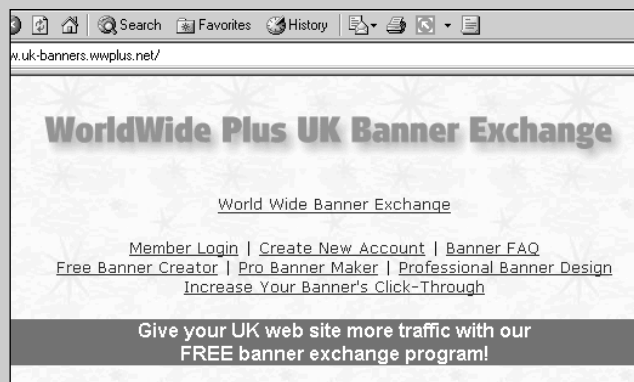 Search Favorites History
w.uk-banners.wwplus.net/
WorldWide Plus UK Banner Exchange
World Wide Banner Exchange
Member Login | Create New Account | Banner FAQ
Free Banner Creator | Pro Banner Maker | Professional Banner Design
Increase Your Banner's Click-Through
Give your UK web site more traffic with our
FREE banner exchange program!